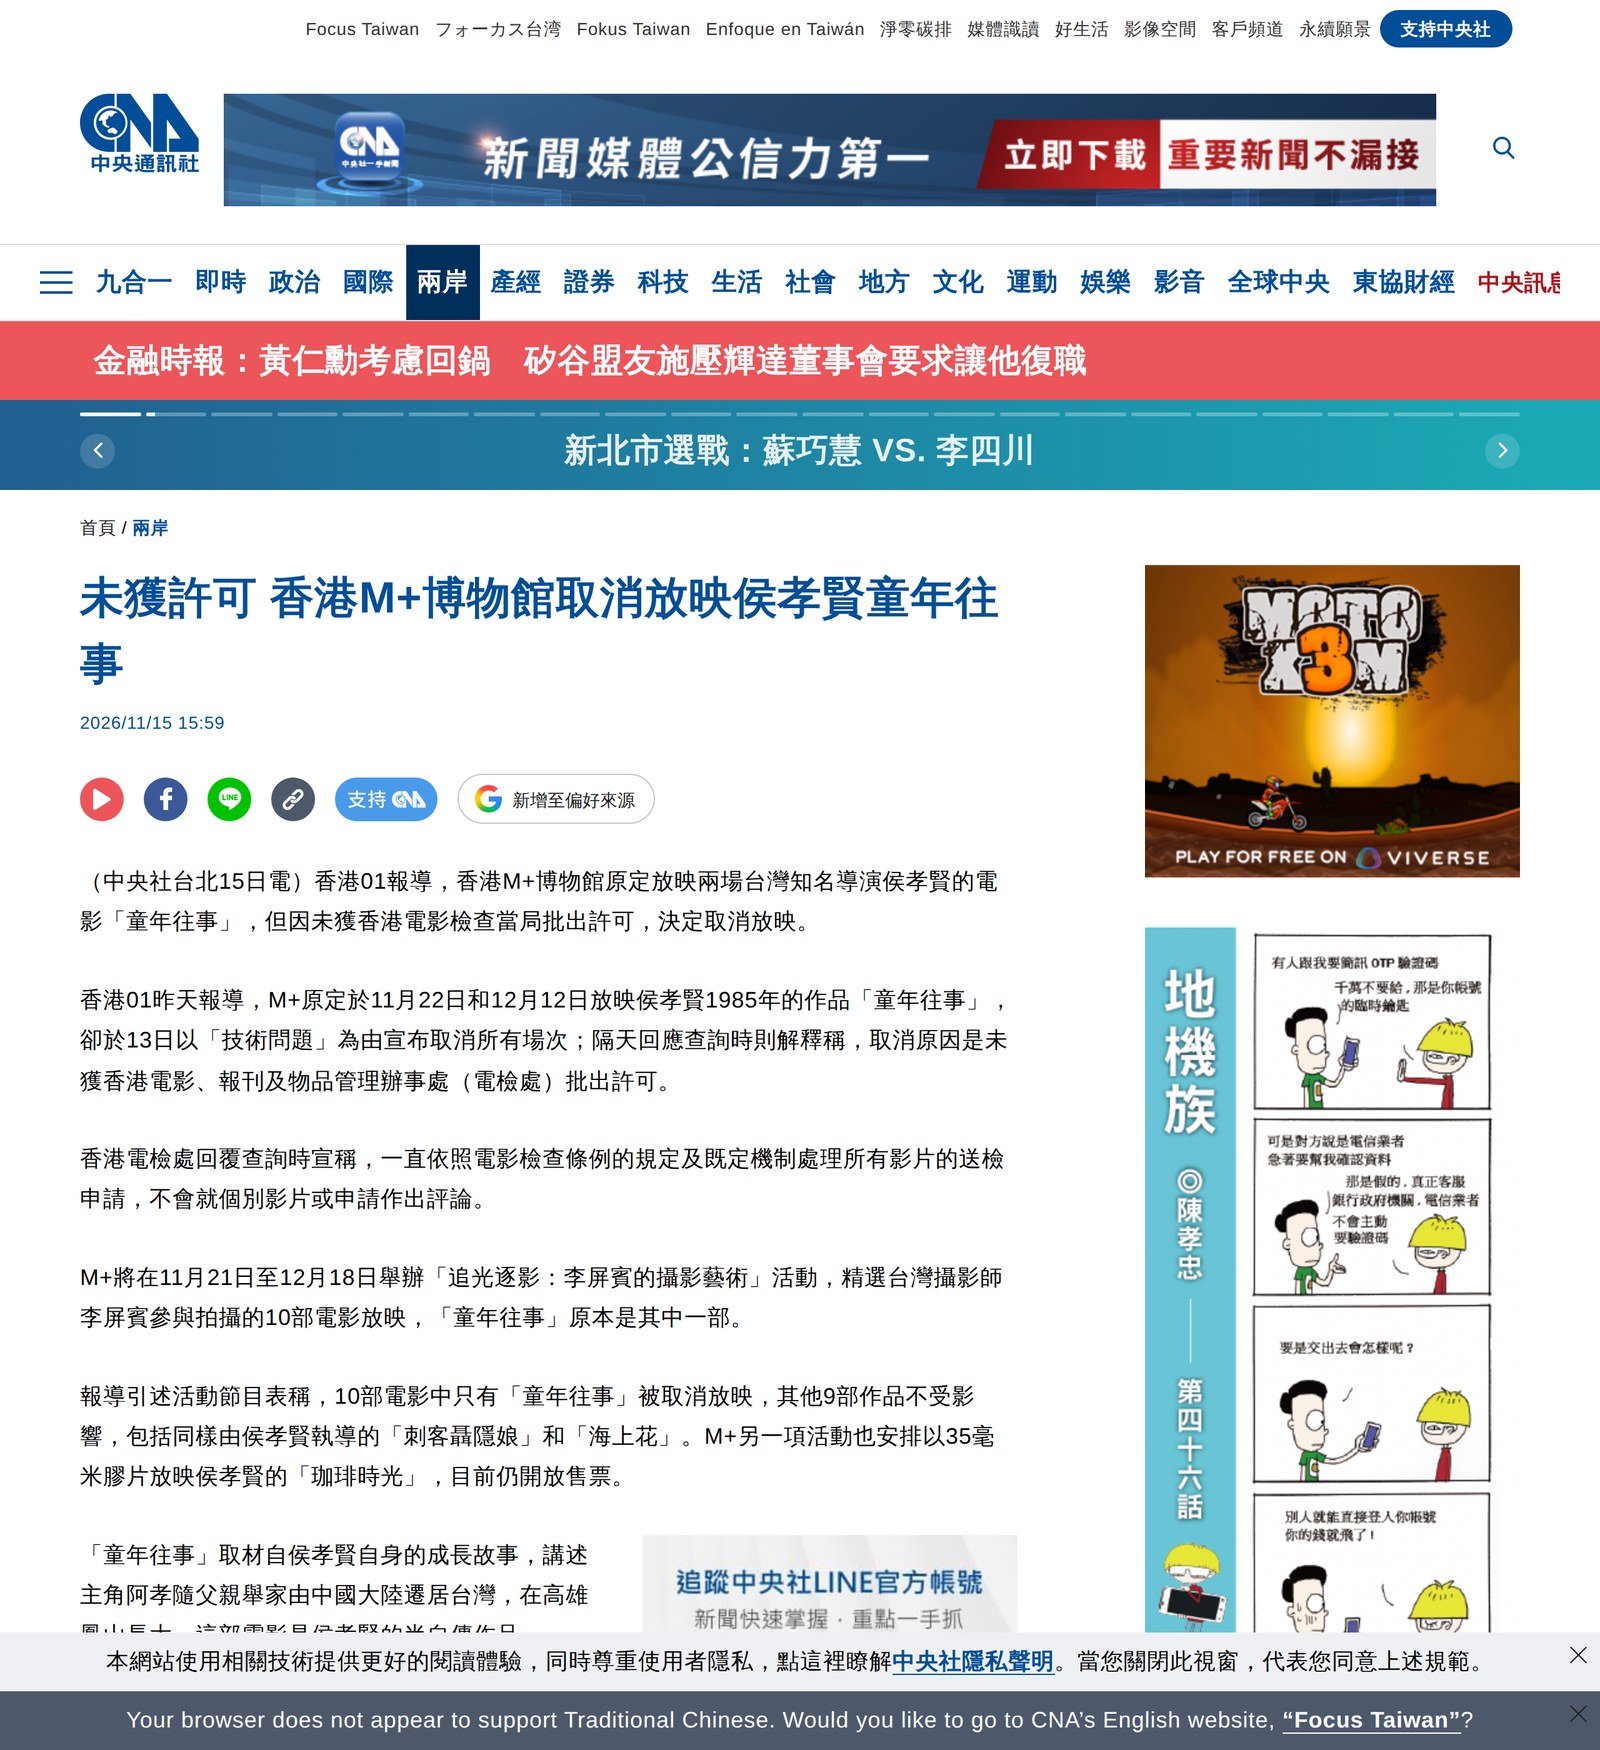 Focus Taiwan フォーカス台湾 Fokus Taiwan Enfoque en Taiwán 淨零碳排 媒體識讀 好生活 影像空間 客戶頻道 永續願景 支持中央社
CNA
中央通訊社
CNA
中央社一手新聞
新聞媒體公信力第一
立即下載 重要新聞不漏接
九合一 即時 政治 國際 兩岸 產經 證券 科技 生活 社會 地方 文化 運動 娛樂 影音 全球中央 東協財經 中央訊息
金融時報：黃仁勳考慮回鍋 矽谷盟友施壓輝達董事會要求讓他復職
新北市選戰：蘇巧慧 VS. 李四川
首頁 / 兩岸
未獲許可 香港M+博物館取消放映侯孝賢童年往
事
2026/11/15 15:59
LINE
支持 CNA
新增至偏好來源
（中央社台北15日電）香港01報導，香港M+博物館原定放映兩場台灣知名導演侯孝賢的電
影「童年往事」，但因未獲香港電影檢查當局批出許可，決定取消放映。
香港01昨天報導，M+原定於11月22日和12月12日放映侯孝賢1985年的作品「童年往事」，
卻於13日以「技術問題」為由宣布取消所有場次；隔天回應查詢時則解釋稱，取消原因是未
獲香港電影、報刊及物品管理辦事處（電檢處）批出許可。
香港電檢處回覆查詢時宣稱，一直依照電影檢查條例的規定及既定機制處理所有影片的送檢
申請，不會就個別影片或申請作出評論。
M+將在11月21日至12月18日舉辦「追光逐影：李屏賓的攝影藝術」活動，精選台灣攝影師
李屏賓參與拍攝的10部電影放映，「童年往事」原本是其中一部。
報導引述活動節目表稱，10部電影中只有「童年往事」被取消放映，其他9部作品不受影
響，包括同樣由侯孝賢執導的「刺客聶隱娘」和「海上花」。M+另一項活動也安排以35毫
米膠片放映侯孝賢的「珈琲時光」，目前仍開放售票。
「童年往事」取材自侯孝賢自身的成長故事，講述
主角阿孝隨父親舉家由中國大陸遷居台灣，在高雄
鳳山長大。這部電影是侯孝賢的半自傳作品
追蹤中央社LINE官方帳號
新聞快速掌握．重點一手抓
MOTO
X3M
PLAY FOR FREE ON VIVERSE
地機族
◎陳孝忠
第四十六話
有人跟我要簡訊 OTP 驗證碼
千萬不要給，那是你帳號
的臨時鑰匙
可是對方說是電信業者
急著要幫我確認資料
那是假的，真正客服
銀行政府機關，電信業者
不會主動
要驗證碼
要是交出去會怎樣呢？
別人就能直接登入你帳號
你的錢就飛了！
本網站使用相關技術提供更好的閱讀體驗，同時尊重使用者隱私，點這裡瞭解中央社隱私聲明。當您關閉此視窗，代表您同意上述規範。
Your browser does not appear to support Traditional Chinese. Would you like to go to CNA’s English website, “Focus Taiwan”?